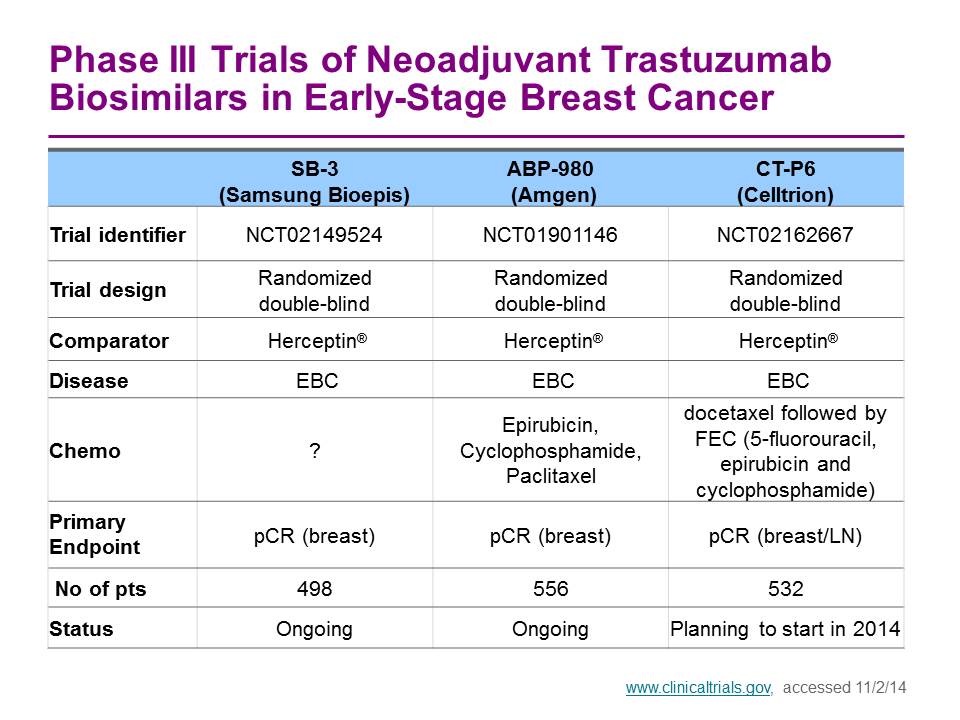 Phase III Trials of Neoadjuvant Trastuzumab
Biosimilars in Early-Stage Breast Cancer
SB-3
(Samsung Bioepis)
ABP-980
(Amgen)
CT-P6
(Celltrion)
Trial identifier
NCT02149524
NCT01901146
NCT02162667
Trial design
Randomized
double-blind
Randomized
double-blind
Randomized
double-blind
Comparator
Herceptin®
Herceptin®
Herceptin®
Disease
EBC
EBC
EBC
Chemo
?
Epirubicin,
Cyclophosphamide,
Paclitaxel
docetaxel followed by
FEC (5-fluorouracil,
epirubicin and
cyclophosphamide)
Primary
Endpoint
pCR (breast)
pCR (breast)
pCR (breast/LN)
No of pts
498
556
532
Status
Ongoing
Ongoing
Planning to start in 2014
www.clinicaltrials.gov, accessed 11/2/14